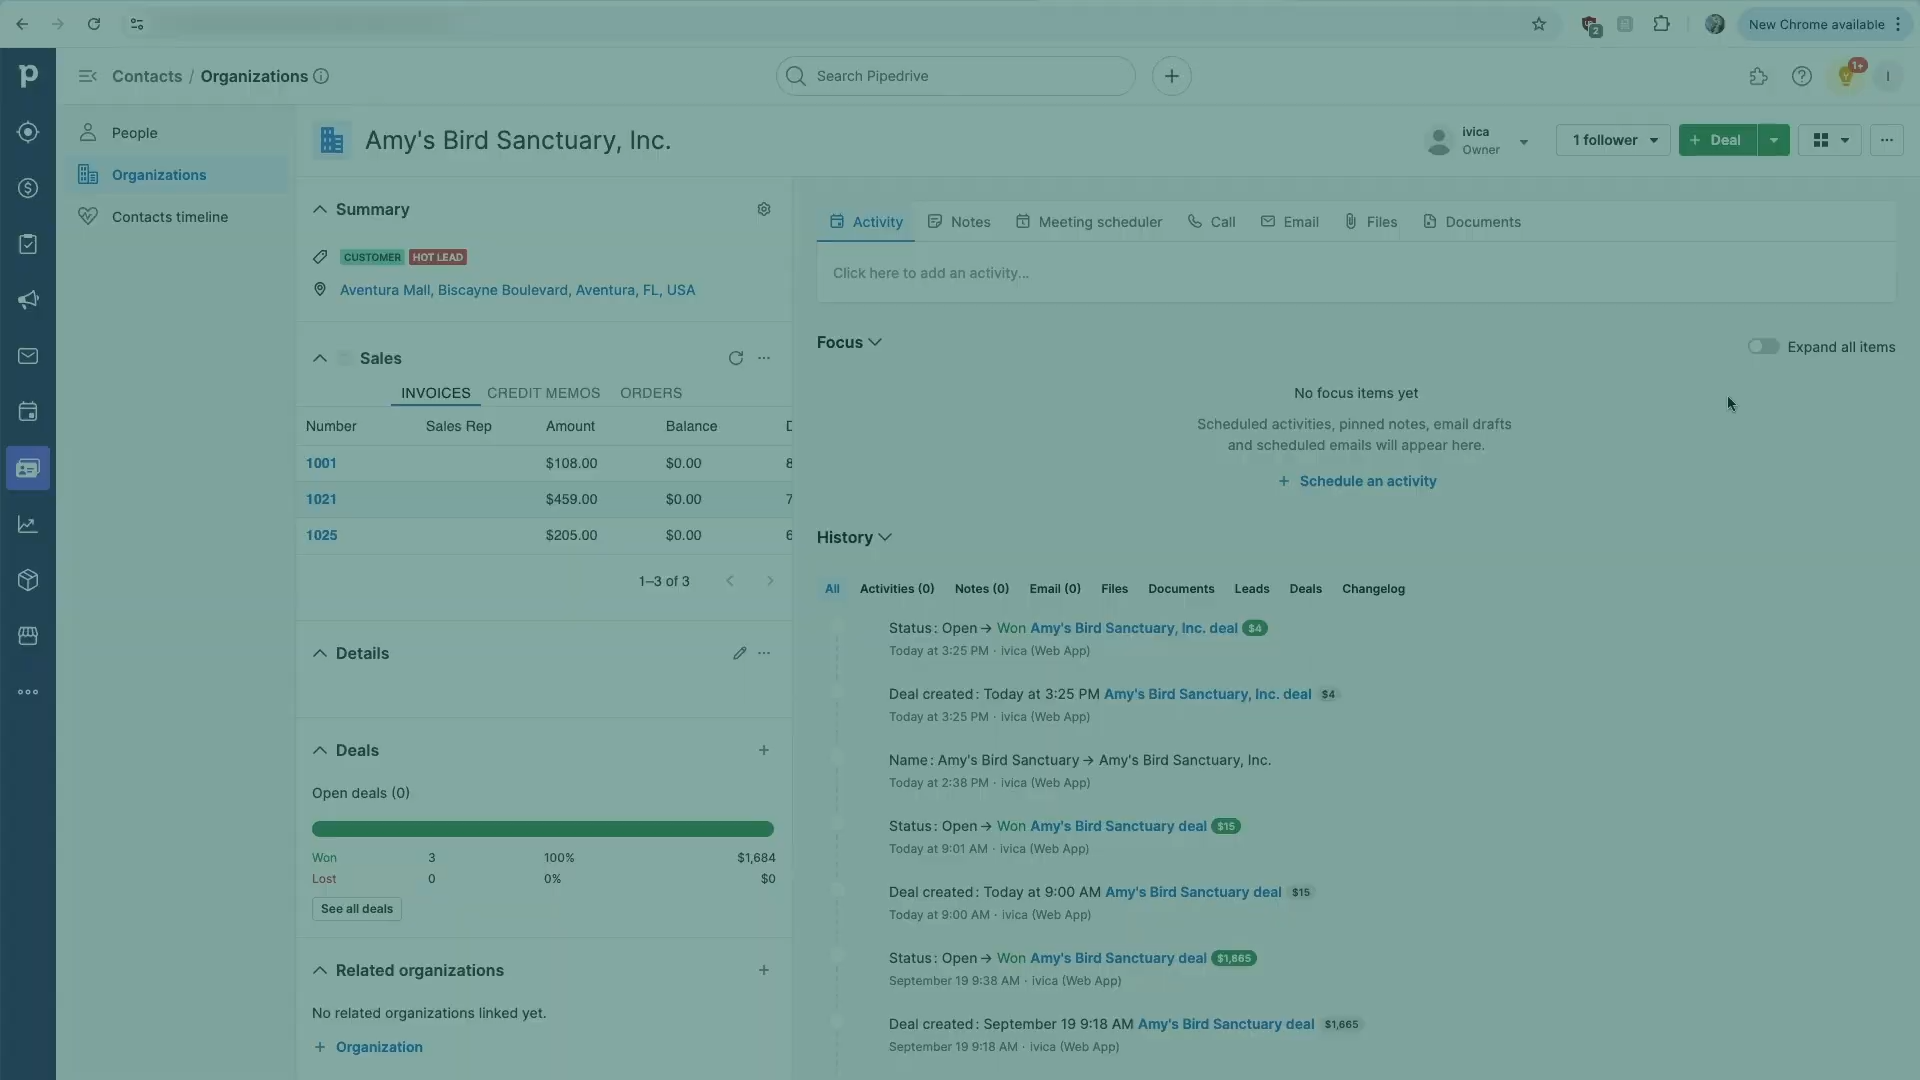 2
New Chrome available
Contacts / Organizations
Search Pipedrive
1+
I
People
Organizations
Contacts timeline
Amy's Bird Sanctuary, Inc.
ivica
Owner
1 follower
+ Deal
Summary
CUSTOMER HOT LEAD
Aventura Mall, Biscayne Boulevard, Aventura, FL, USA
Sales
INVOICES CREDIT MEMOS ORDERS
Number Sales Rep Amount Balance
1001 $108.00 $0.00 8
1021 $459.00 $0.00 7
1025 $205.00 $0.00 6
1–3 of 3
Details
Deals
Open deals (0)
Won 3 100% $1,684
Lost 0 0% $0
See all deals
Related organizations
No related organizations linked yet.
+ Organization
Activity Notes Meeting scheduler Call Email Files Documents
Click here to add an activity...
Focus
Expand all items
No focus items yet
Scheduled activities, pinned notes, email drafts
and scheduled emails will appear here.
+ Schedule an activity
History
All Activities (0) Notes (0) Email (0) Files Documents Leads Deals Changelog
Status: Open → Won Amy's Bird Sanctuary, Inc. deal $4
Today at 3:25 PM · ivica (Web App)
Deal created: Today at 3:25 PM Amy's Bird Sanctuary, Inc. deal $4
Today at 3:25 PM · ivica (Web App)
Name: Amy's Bird Sanctuary → Amy's Bird Sanctuary, Inc.
Today at 2:38 PM · ivica (Web App)
Status: Open → Won Amy's Bird Sanctuary deal $15
Today at 9:01 AM · ivica (Web App)
Deal created: Today at 9:00 AM Amy's Bird Sanctuary deal $15
Today at 9:00 AM · ivica (Web App)
Status: Open → Won Amy's Bird Sanctuary deal $1,665
September 19 9:38 AM · ivica (Web App)
Deal created: September 19 9:18 AM Amy's Bird Sanctuary deal $1,665
September 19 9:18 AM · ivica (Web App)